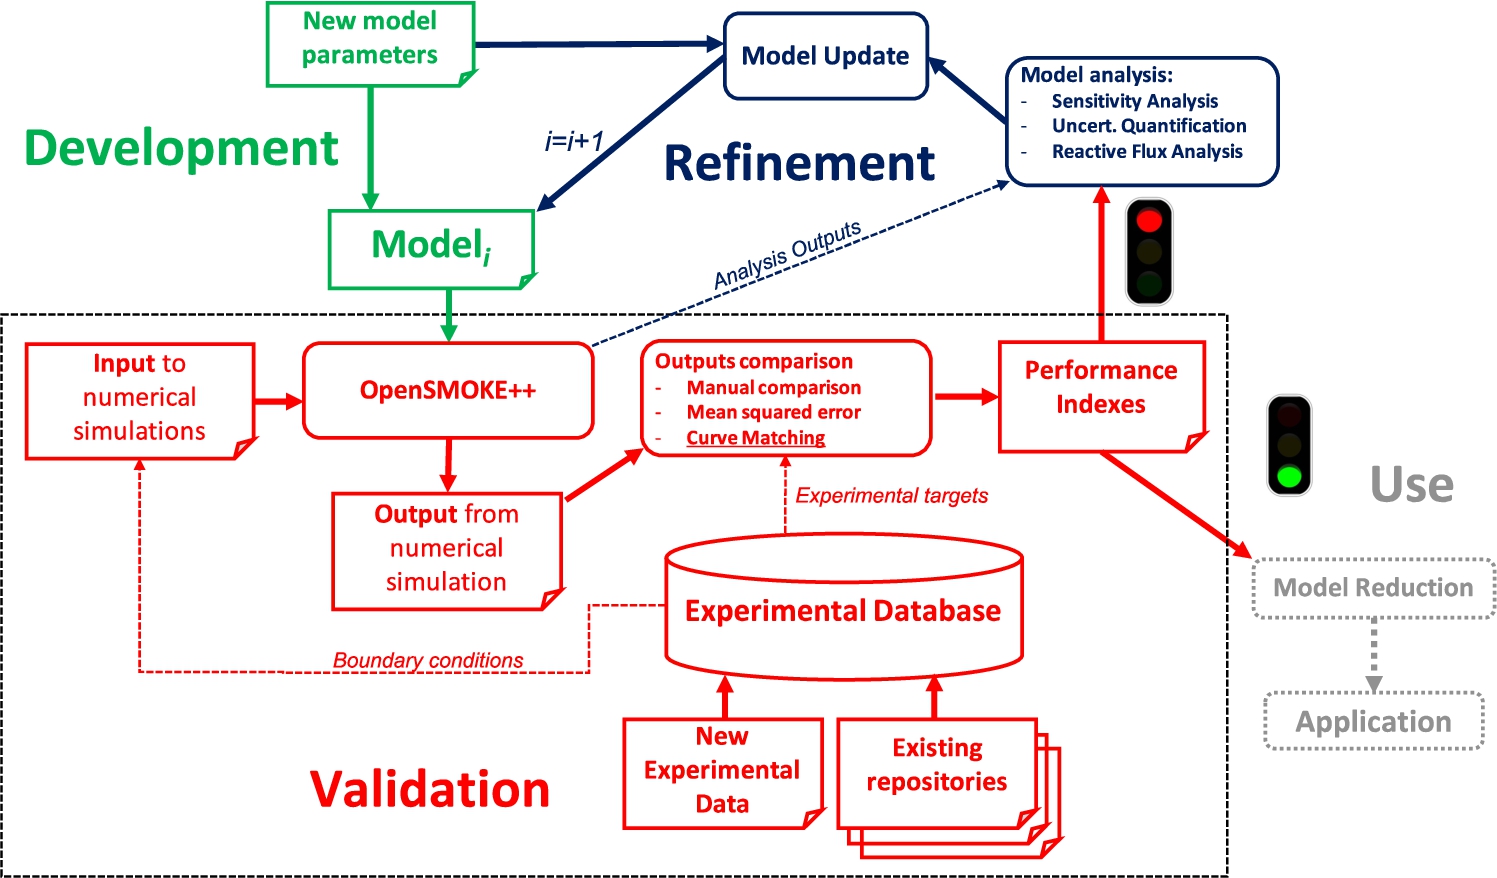 New model
parameters
Model Update
Model analysis:
- Sensitivity Analysis
- Uncert. Quantification
- Reactive Flux Analysis
Development
i=i+1
Refinement
Model i
Analysis Outputs
Input to
numerical
simulations
OpenSMOKE++
Outputs comparison
- Manual comparison
- Mean squared error
- Curve Matching
Performance
Indexes
Use
Output from
numerical
simulation
Experimental targets
Experimental Database
Model Reduction
Boundary conditions
Application
New
Experimental
Data
Existing
repositories
Validation